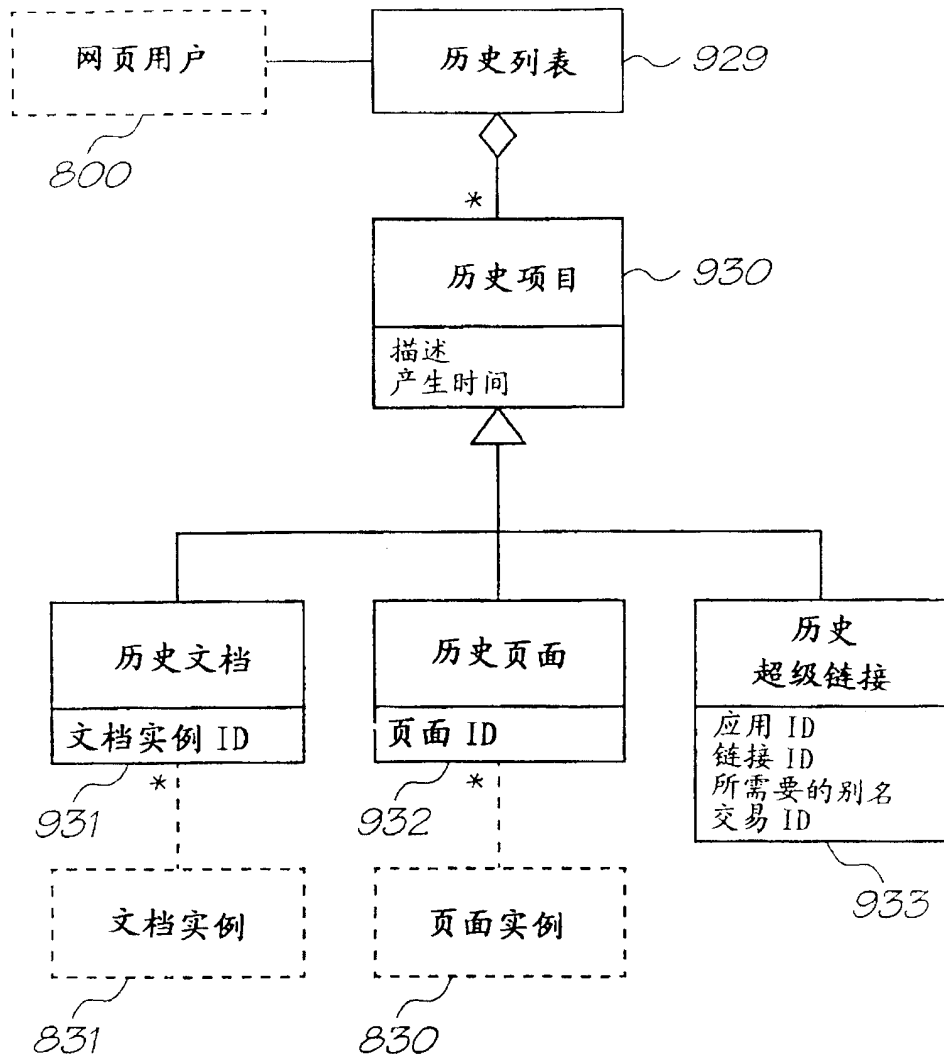 网页用户
历史列表
929
800
*
历史项目
930
描述
产生时间
历史文档
历史页面
历史
超级链接
文档实例 ID
页面 ID
应用 ID
链接 ID
所需要的别名
交易 ID
931
*
932
*
933
文档实例
页面实例
831
830